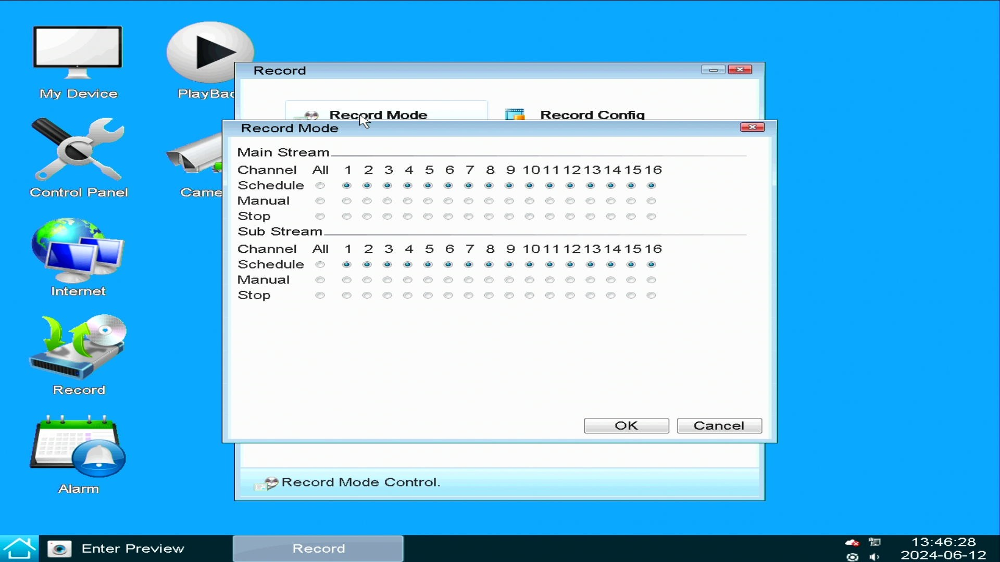 My Device
PlayBac
Control Panel
Came
Internet
Record
Alarm
Record
Record Mode
Record Config
Record Mode
Main Stream
Channel All 1 2 3 4 5 6 7 8 9 10 11 12 13 14 15 16
Schedule
Manual
Stop
Sub Stream
Channel All 1 2 3 4 5 6 7 8 9 10 11 12 13 14 15 16
Schedule
Manual
Stop
OK Cancel
Record Mode Control.
Enter Preview
Record
13:46:28
2024-06-12